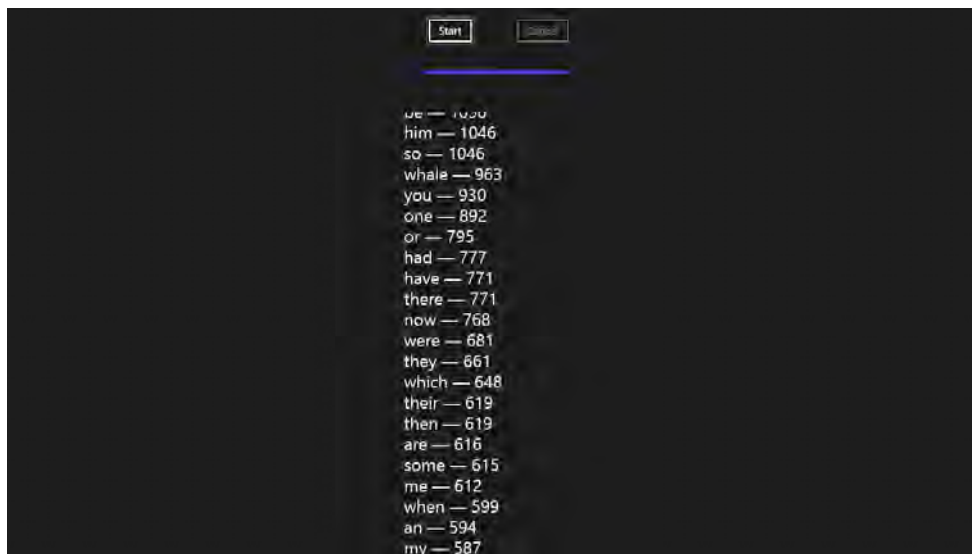 Start
Cancel
him — 1046
so — 1046
whale — 963
you — 930
one — 892
or — 795
had — 777
have — 771
there — 771
now — 768
were — 681
they — 661
which — 648
their — 619
then — 619
are — 616
some — 615
me — 612
when — 599
an — 594
my — 587